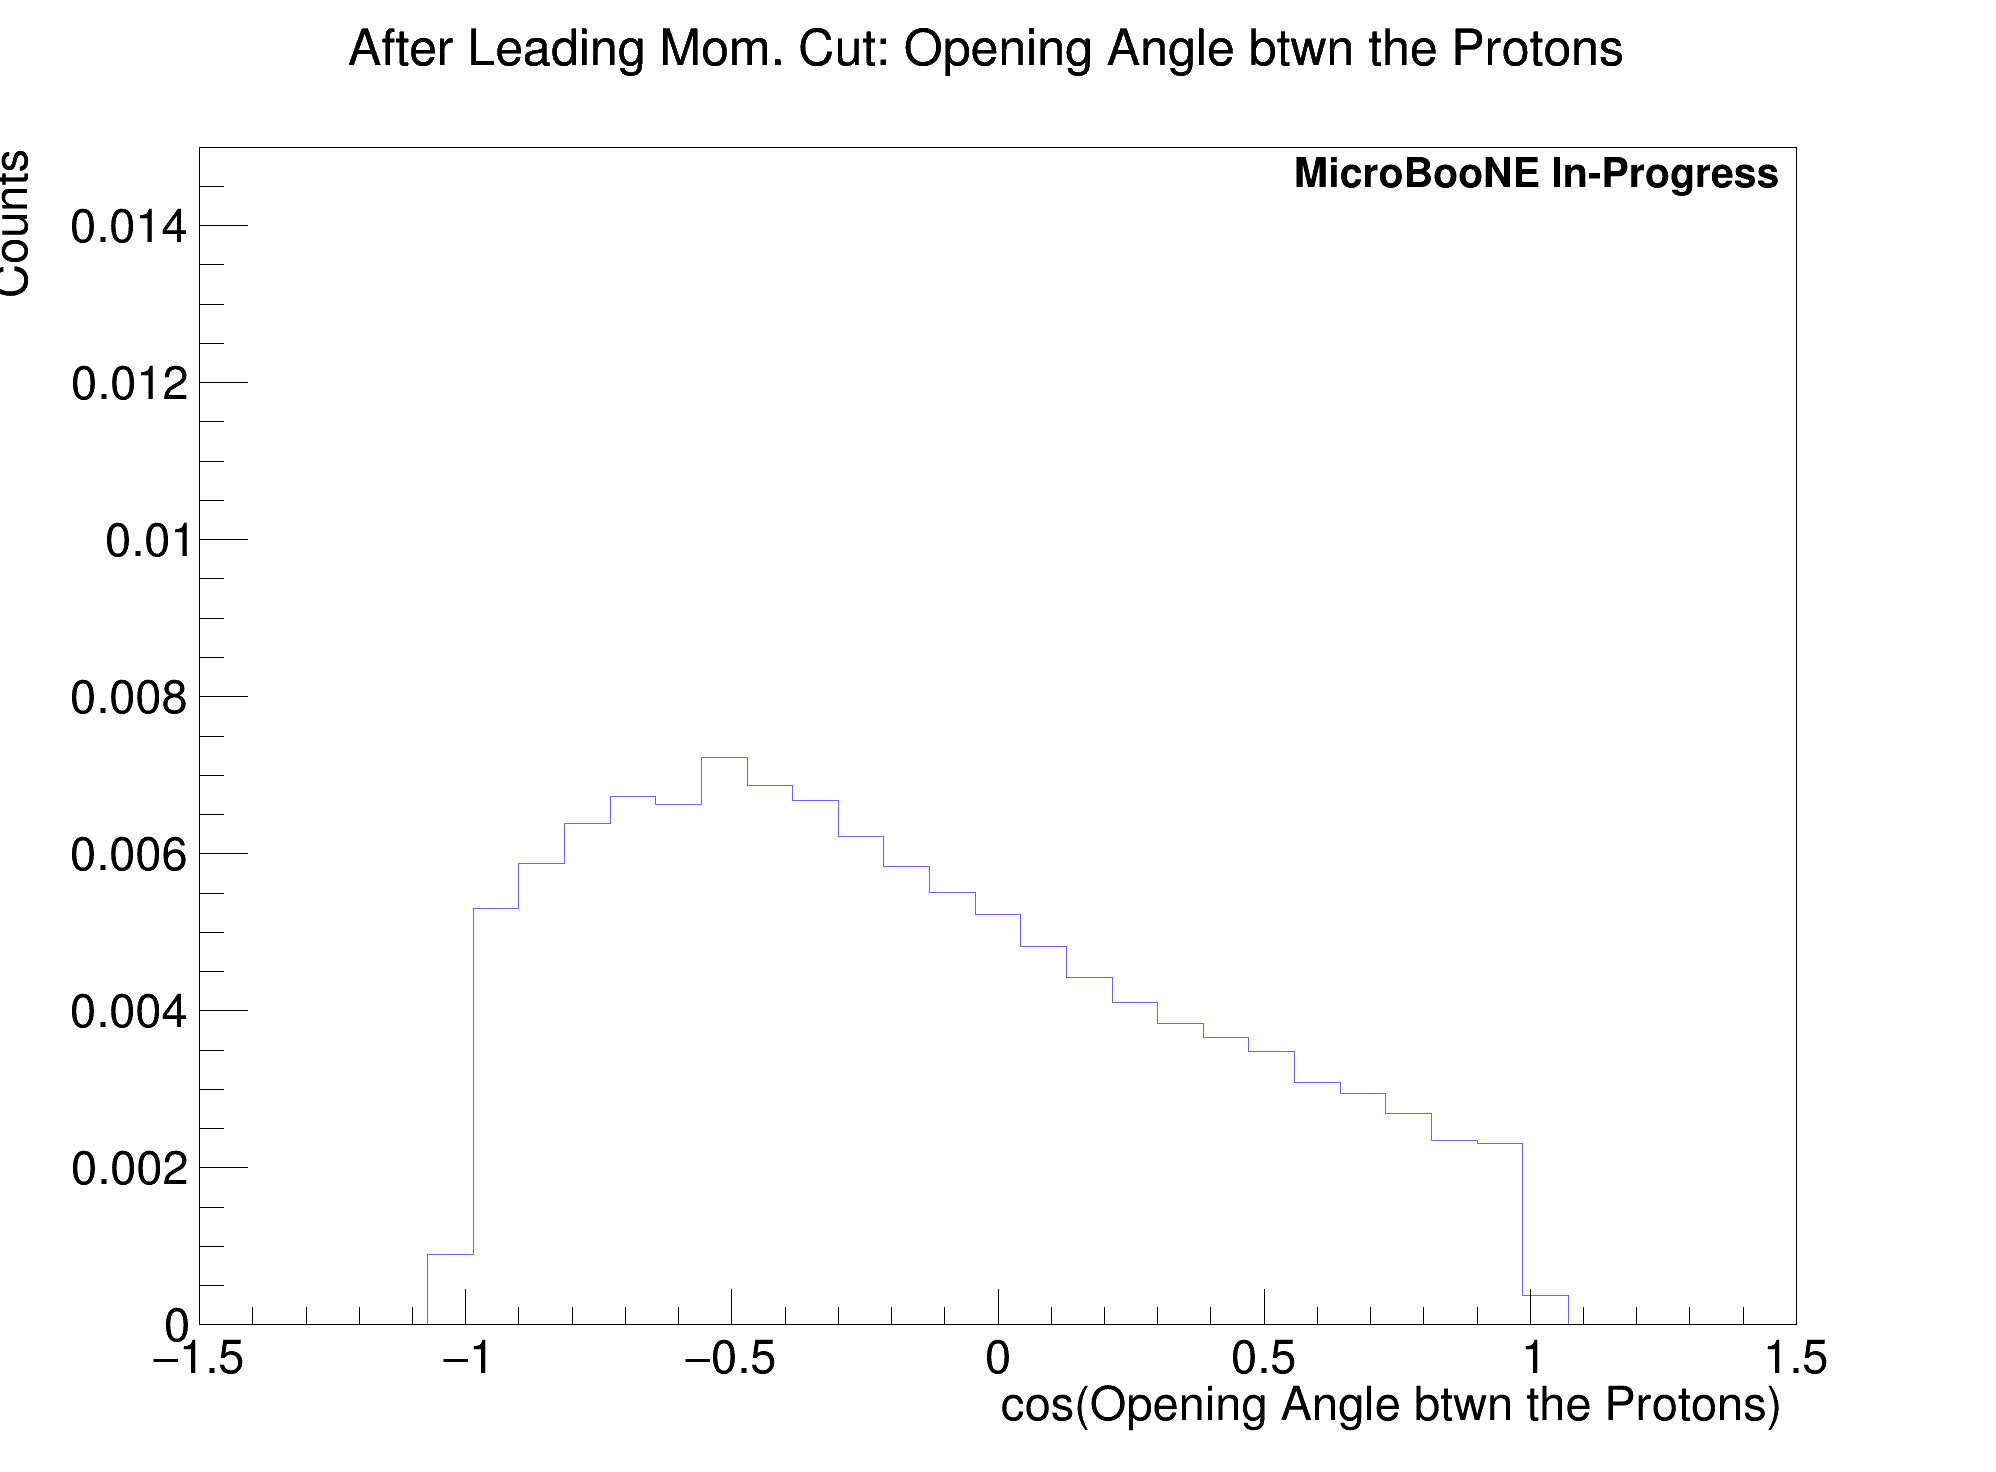 After Leading Mom. Cut: Opening Angle btwn the Protons
Counts
MicroBooNE In-Progress
0.014
0.012
0.01
0.008
0.006
0.004
0.002
0
−1.5 −1 −0.5 0 0.5 1 1.5
cos(Opening Angle btwn the Protons)